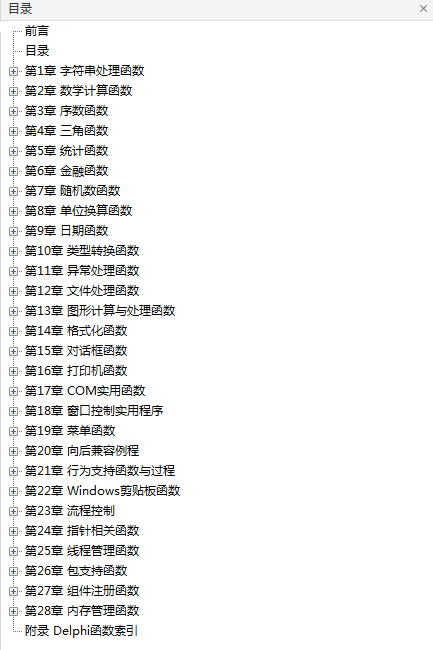 目录
前言
目录
第1章 字符串处理函数
第2章 数学计算函数
第3章 序数函数
第4章 三角函数
第5章 统计函数
第6章 金融函数
第7章 随机数函数
第8章 单位换算函数
第9章 日期函数
第10章 类型转换函数
第11章 异常处理函数
第12章 文件处理函数
第13章 图形计算与处理函数
第14章 格式化函数
第15章 对话框函数
第16章 打印机函数
第17章 COM实用函数
第18章 窗口控制实用程序
第19章 菜单函数
第20章 向后兼容例程
第21章 行为支持函数与过程
第22章 Windows剪贴板函数
第23章 流程控制
第24章 指针相关函数
第25章 线程管理函数
第26章 包支持函数
第27章 组件注册函数
第28章 内存管理函数
附录 Delphi函数索引